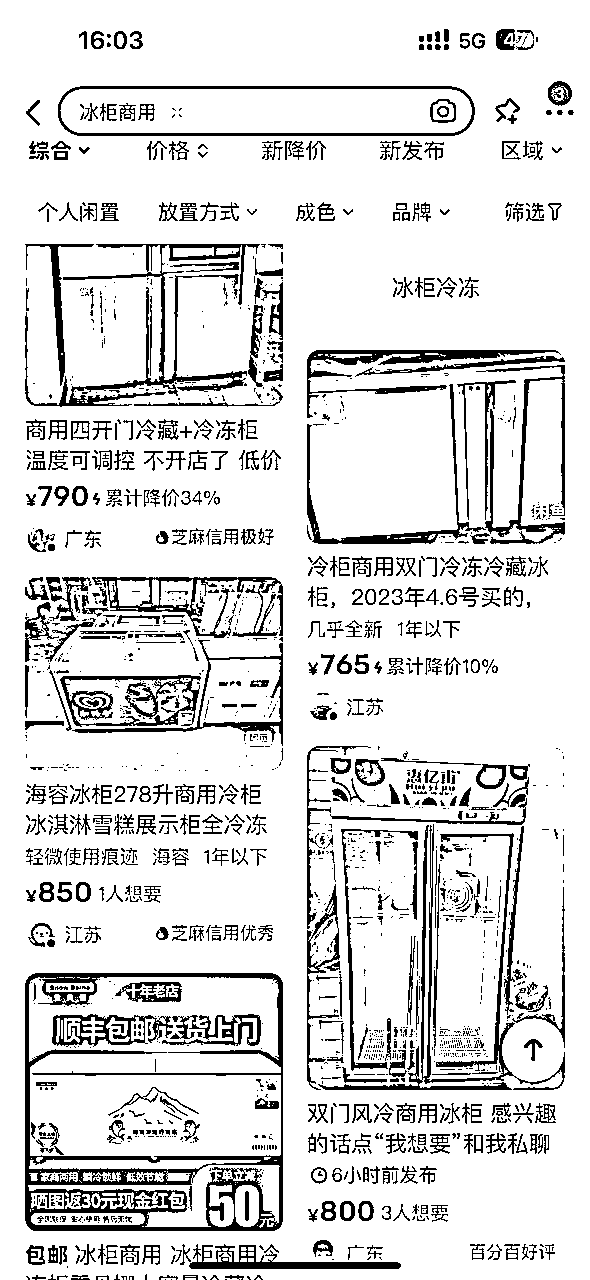 16:03
5G
47
3
冰柜商用
综合
价格
新降价
新发布
区域
个人闲置
放置方式
成色
品牌
筛选
商用四开门冷藏+冷冻柜
温度可调控 不开店了 低价
¥790 累计降价34%
广东
芝麻信用极好
海容冰柜278升商用冷柜
冰淇淋雪糕展示柜全冷冻
轻微使用痕迹 海容 1年以下
¥850 1人想要
江苏
芝麻信用优秀
十年老店
顺丰包邮 送货上门
晒图返30元现金红包
下单立减
50元
包邮 冰柜商用 冰柜商用冷
冰柜冷冻
闲鱼
冷柜商用双门冷冻冷藏冰
柜，2023年4.6号买的，
几乎全新 1年以下
¥765 累计降价10%
江苏
惠亿市
双门风冷商用冰柜 感兴趣
的话点“我想要”和我私聊
6小时前发布
¥800 3人想要
广东
百分百好评